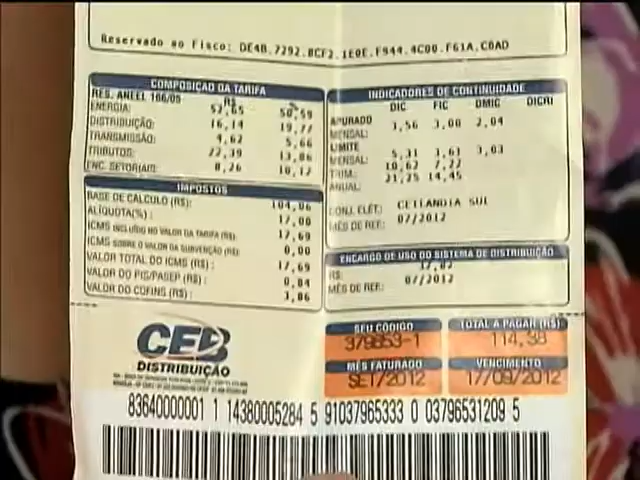 Reservado ao Fisco: DE4B.7292.BCF2.1E0E.F944.4C00.F61A.C0AD
COMPOSIÇÃO DA TARIFA
RES. ANEEL 166/05 R$ %
ENERGIA: 52,65 50,59
DISTRIBUIÇÃO: 16,14 19,77
TRANSMISSÃO: 4,62 5,66
TRIBUTOS: 22,39 13,86
ENC. SETORIAIS: 8,26 10,12
IMPOSTOS
BASE DE CALCULO (R$): 104,06
ALÍQUOTA(%): 17,00
ICMS INCLUÍDO NO VALOR DA TARIFA (R$): 17,69
ICMS SOBRE O VALOR DA SUBVENÇÃO (R$): 0,00
VALOR TOTAL DO ICMS (R$): 17,69
VALOR DO PIS/PASEP (R$): 0,84
VALOR DO COFINS (R$): 3,86
INDICADORES DE CONTINUIDADE
DIC FIC DMIC DICRI
APURADO
MENSAL: 3,56 3,00 2,04
LIMITE
MENSAL: 5,31 3,61 3,03
TRIM.: 10,62 7,22
ANUAL: 21,25 14,45
CONJ. ELÉT.: CEILANDIA SUL
MÊS DE REF.: 07/2012
ENCARGO DE USO DO SISTEMA DE DISTRIBUIÇÃO
R$:
MÊS DE REF.: 07/2012
CEB
DISTRIBUIÇÃO
SEU CÓDIGO TOTAL A PAGAR (R$)
379653-1 114,38
MÊS FATURADO VENCIMENTO
SET/2012 17/09/2012
83640000001 1 14380005284 5 91037965333 0 03796531209 5